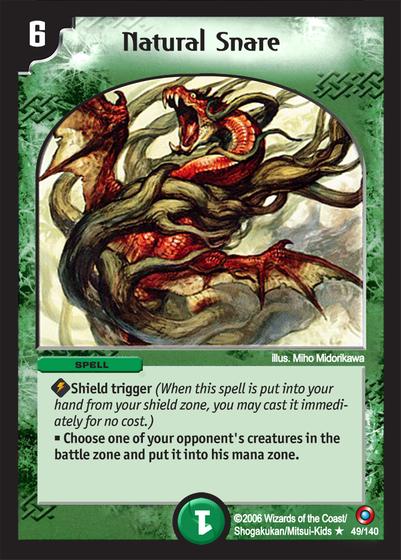 6
Natural Snare
illus. Miho Midorikawa
SPELL
Shield trigger (When this spell is put into your
hand from your shield zone, you may cast it immedi-
ately for no cost.)
▪ Choose one of your opponent's creatures in the
battle zone and put it into his mana zone.
1
©2006 Wizards of the Coast/
Shogakukan/Mitsui-Kids ★ 49/140